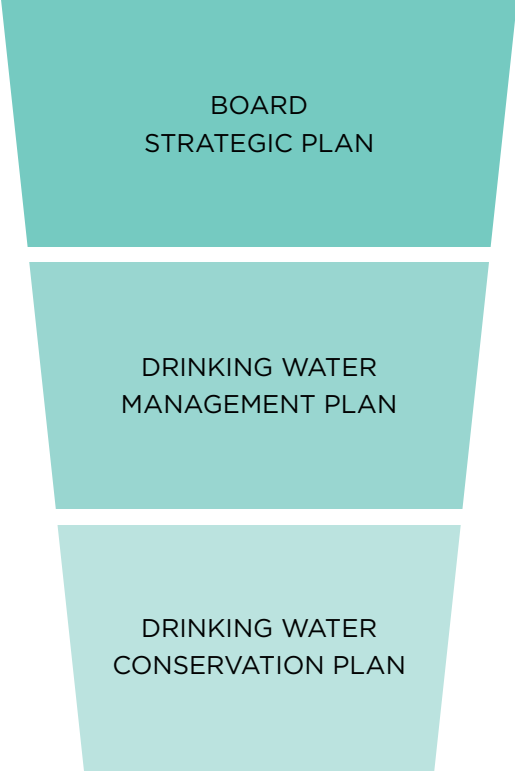 BOARD
STRATEGIC PLAN
DRINKING WATER
MANAGEMENT PLAN
DRINKING WATER
CONSERVATION PLAN